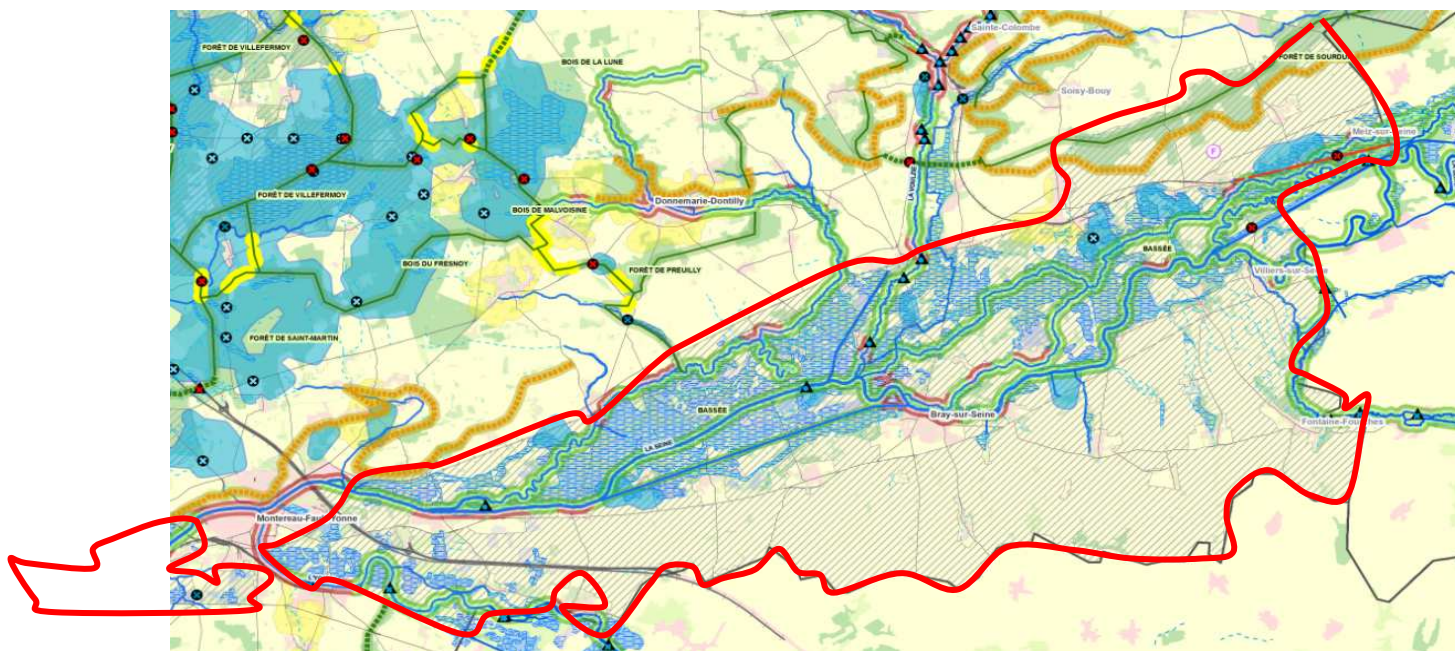 Sainte-Colombe
FORÊT DE VILLEFERMOY
BOIS DE LA LUNE
FORÊT DE SOURDUN
Soisy-Bouy
Melz-sur-Seine
E
FORÊT DE VILLEFERMOY
LA VOULZIE
Donnemarie-Dontilly
BOIS DE MALVOISINE
BASSÉE
BOIS DU FRESNOY
FORÊT DE PREUILLY
Villiers-sur-Seine
FORÊT DE SAINT-MARTIN
BASSÉE
Bray-sur-Seine
Fontaine-Fourches
LA SEINE
Montereau-Fault-Yonne